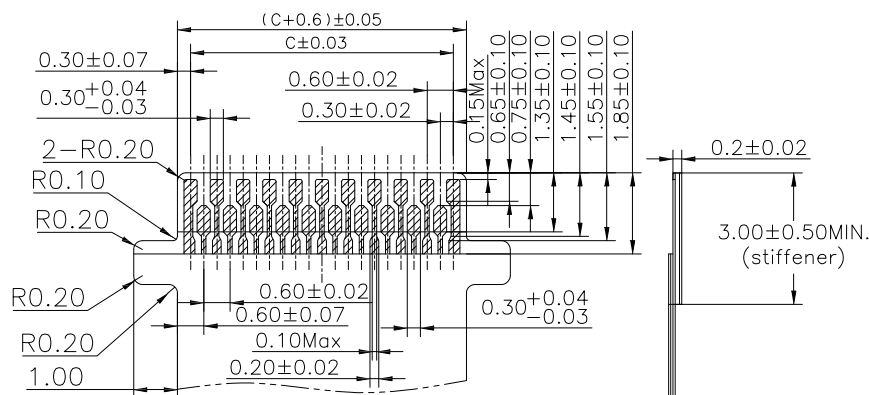 (C+0.6)±0.05
C±0.03
0.30±0.07
0.60±0.02
0.30+0.04
-0.03
0.30±0.02
0.15Max
0.65±0.10
0.75±0.10
1.35±0.10
1.45±0.10
1.55±0.10
1.85±0.10
2-R0.20
0.2±0.02
R0.10
R0.20
3.00±0.50MIN.
(stiffener)
R0.20
0.60±0.02
0.30+0.04
-0.03
0.60±0.07
R0.20
0.10Max
0.20±0.02
1.00